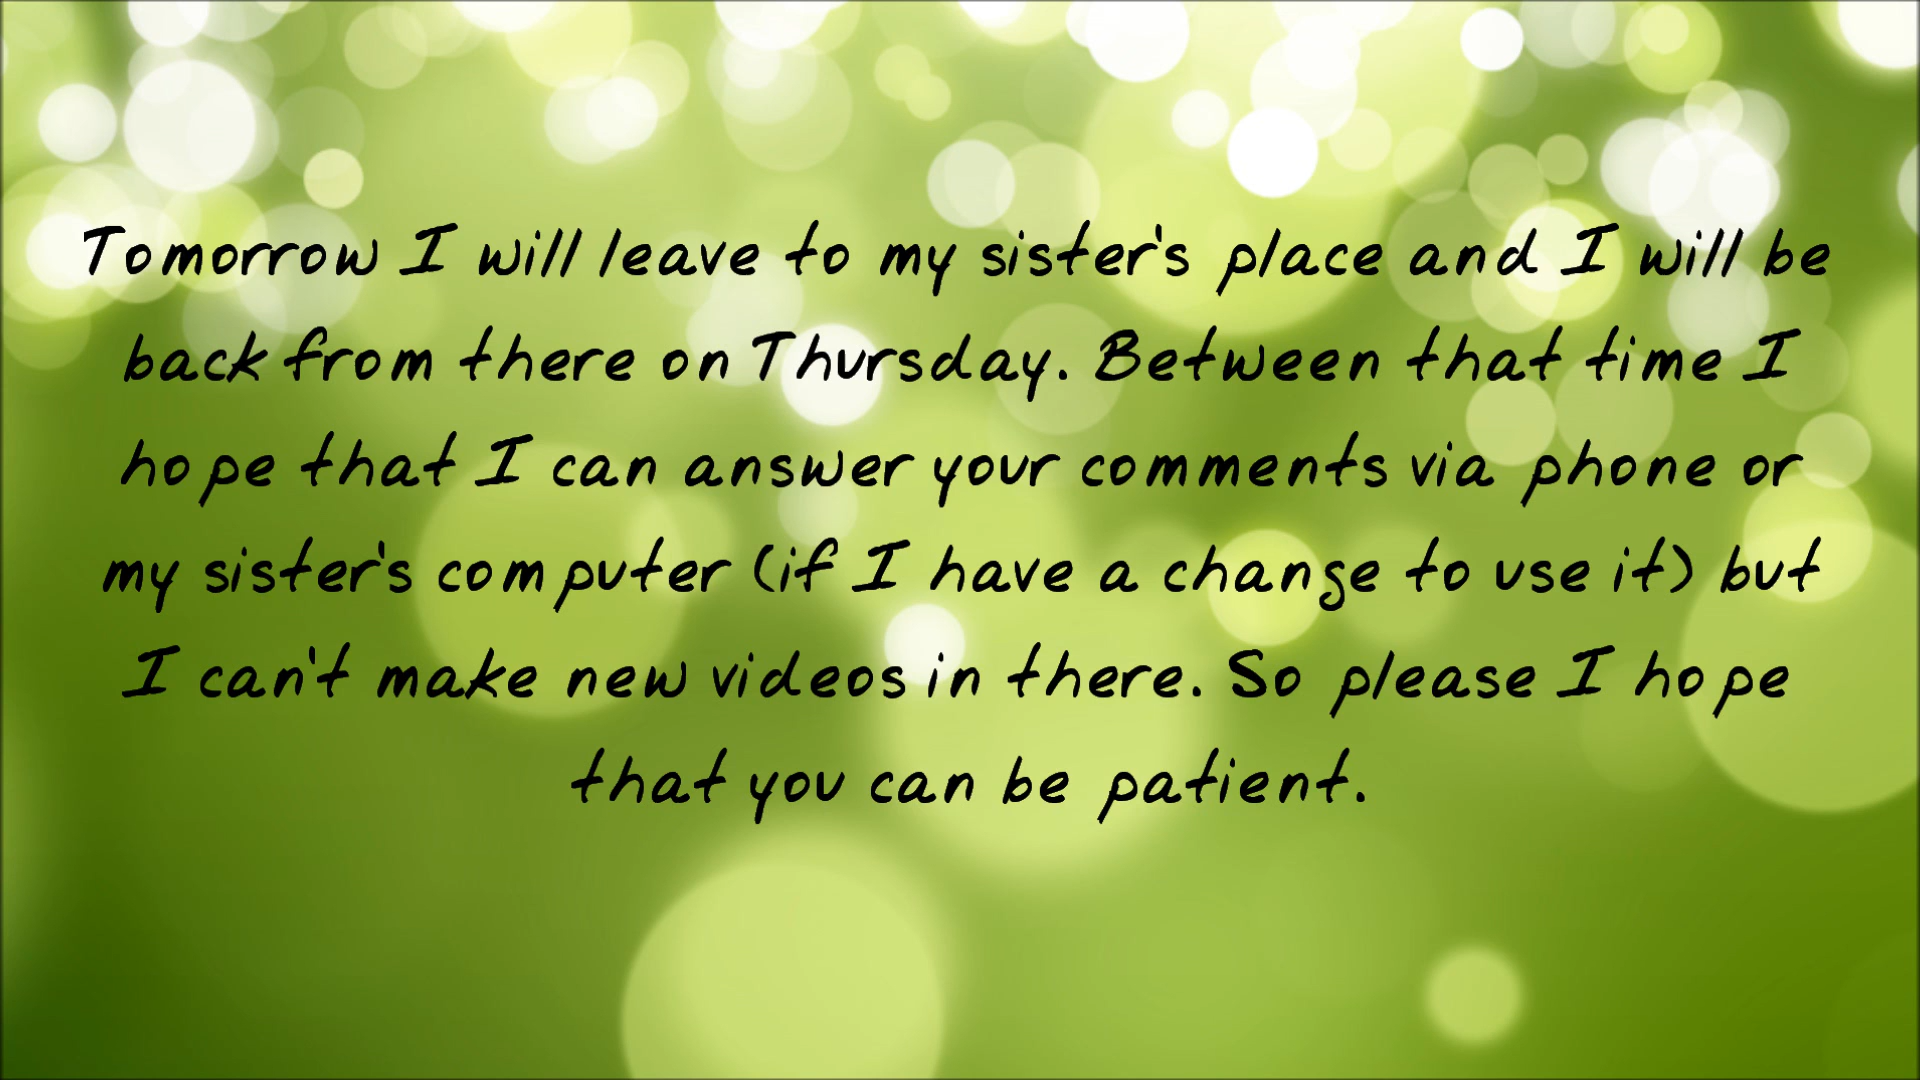 Tomorrow I will leave to my sister's place and I will be
back from there on Thursday. Between that time I
hope that I can answer your comments via phone or
my sister's computer (if I have a change to use it) but
I can't make new videos in there. So please I hope
that you can be patient.